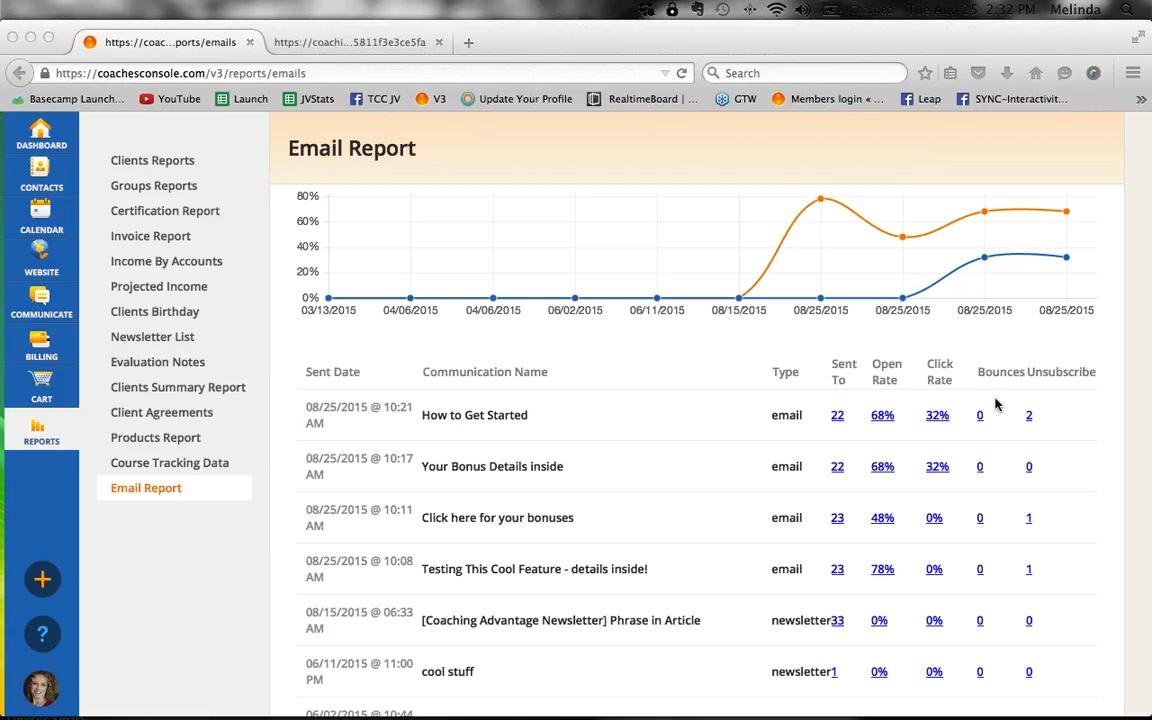 Tue Aug 25 2:32 PM Melinda
https://coac...ports/emails
https://coachi...5811f3e3ce5fa
https://coachesconsole.com/v3/reports/emails
Search
Basecamp Launch...
YouTube
Launch
JVStats
TCC JV
V3
Update Your Profile
RealtimeBoard | ...
GTW
Members login « ...
Leap
SYNC-Interactivit...
DASHBOARD
CONTACTS
CALENDAR
WEBSITE
COMMUNICATE
BILLING
CART
REPORTS
Clients Reports
Groups Reports
Certification Report
Invoice Report
Income By Accounts
Projected Income
Clients Birthday
Newsletter List
Evaluation Notes
Clients Summary Report
Client Agreements
Products Report
Course Tracking Data
Email Report
Email Report
80%
60%
40%
20%
0%
03/13/2015 04/06/2015 04/06/2015 06/02/2015 06/11/2015 08/15/2015 08/25/2015 08/25/2015 08/25/2015 08/25/2015
Sent Date Communication Name Type Sent To Open Rate Click Rate Bounces Unsubscribe
08/25/2015 @ 10:21 AM How to Get Started email 22 68% 32% 0 2
08/25/2015 @ 10:17 AM Your Bonus Details inside email 22 68% 32% 0 0
08/25/2015 @ 10:11 AM Click here for your bonuses email 23 48% 0% 0 1
08/25/2015 @ 10:08 AM Testing This Cool Feature - details inside! email 23 78% 0% 0 1
08/15/2015 @ 06:33 AM [Coaching Advantage Newsletter] Phrase in Article newsletter 33 0% 0% 0 0
06/11/2015 @ 11:00 PM cool stuff newsletter 1 0% 0% 0 0
06/02/2015 @ 10:44